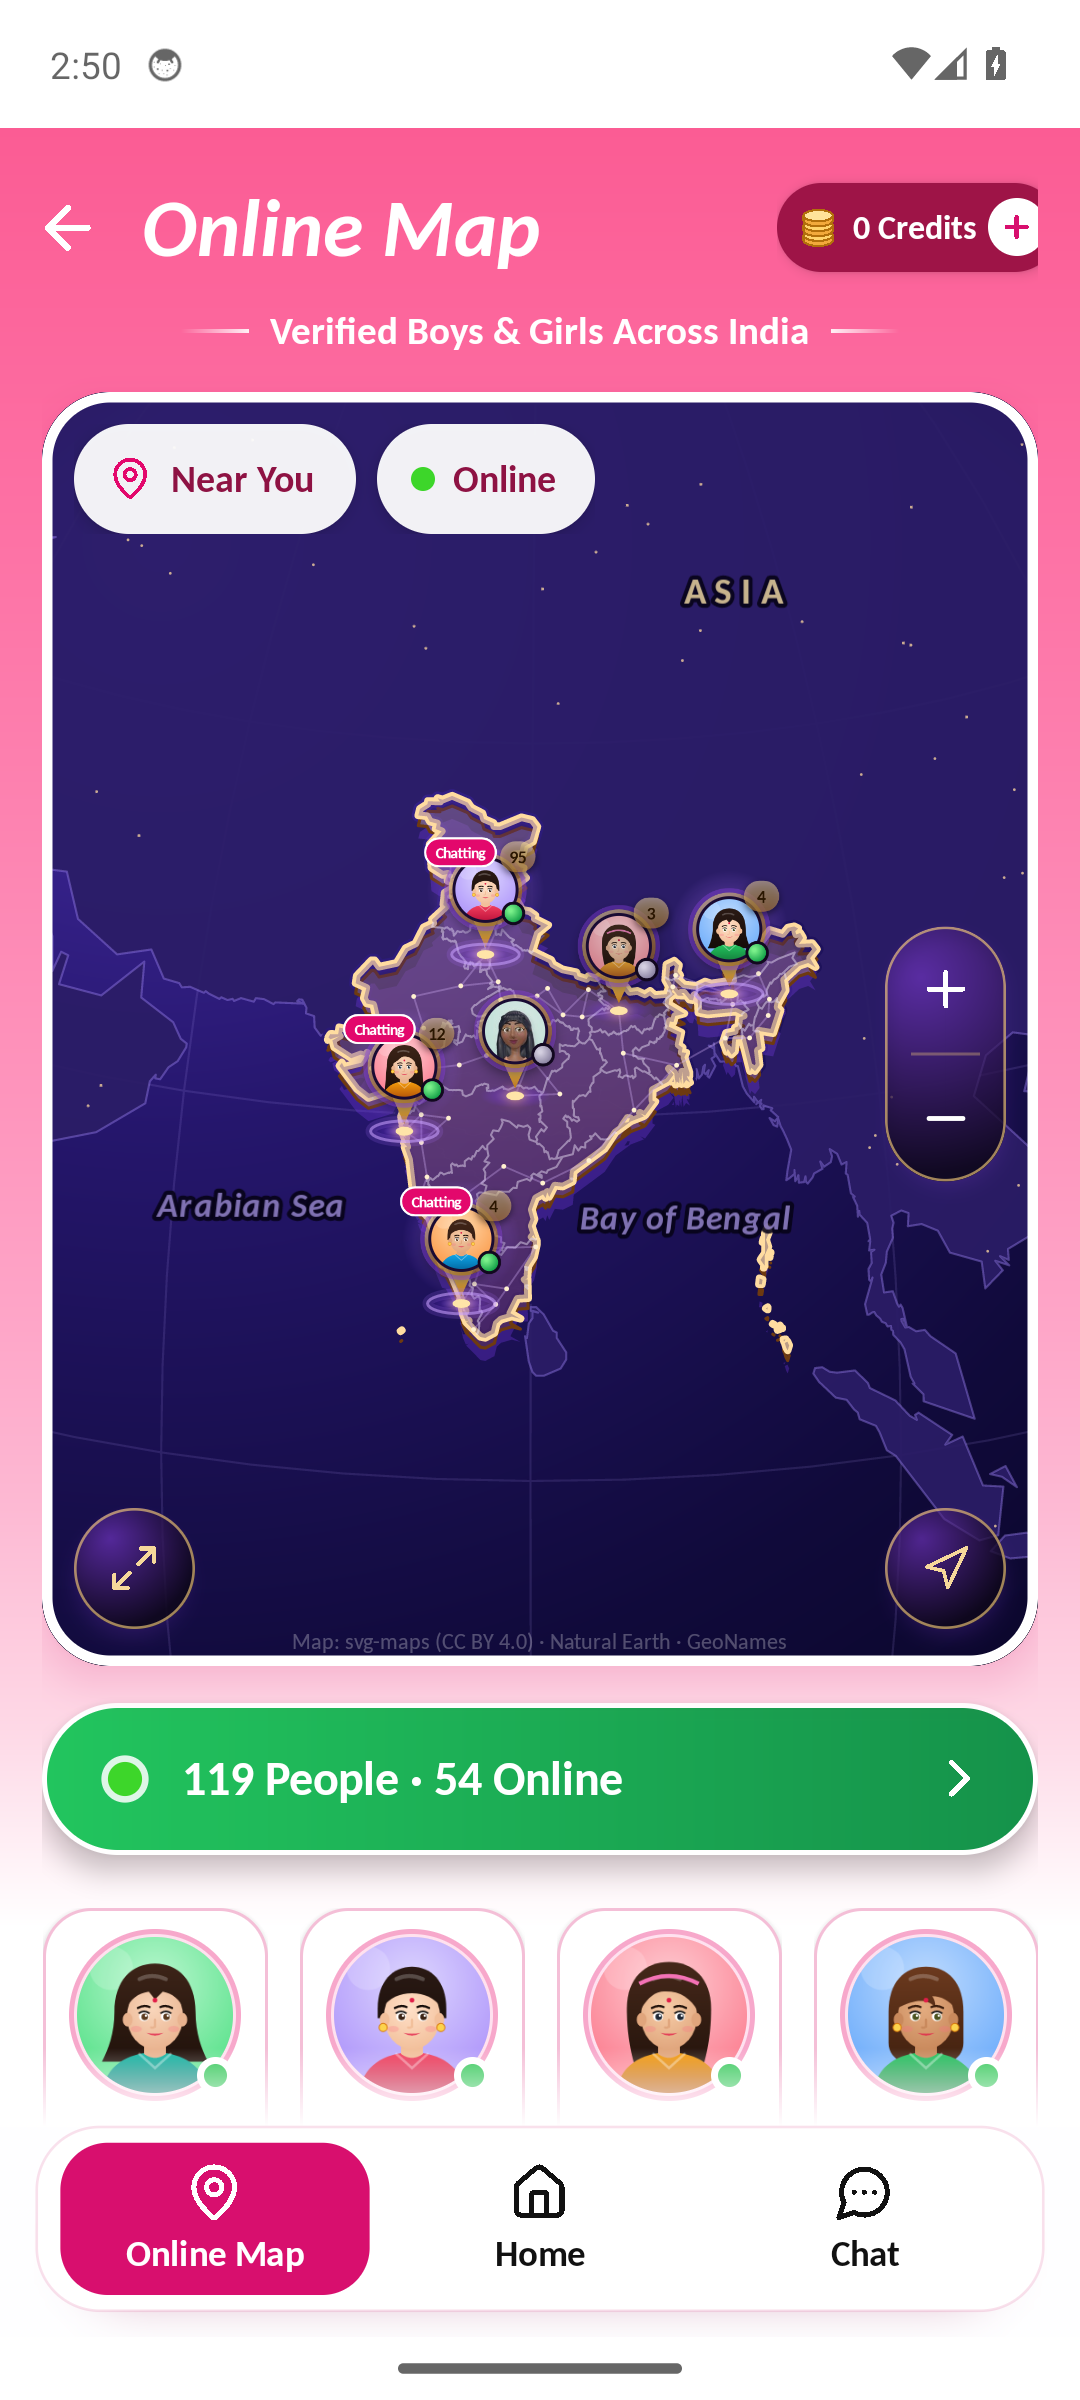 2:50
Online Map
0 Credits
Verified Boys & Girls Across India
Near You
Online
ASIA
Chatting
95
3
4
Chatting
12
Arabian Sea
Chatting
4
Bay of Bengal
Map: svg-maps (CC BY 4.0) · Natural Earth · GeoNames
119 People · 54 Online
Online Map
Home
Chat